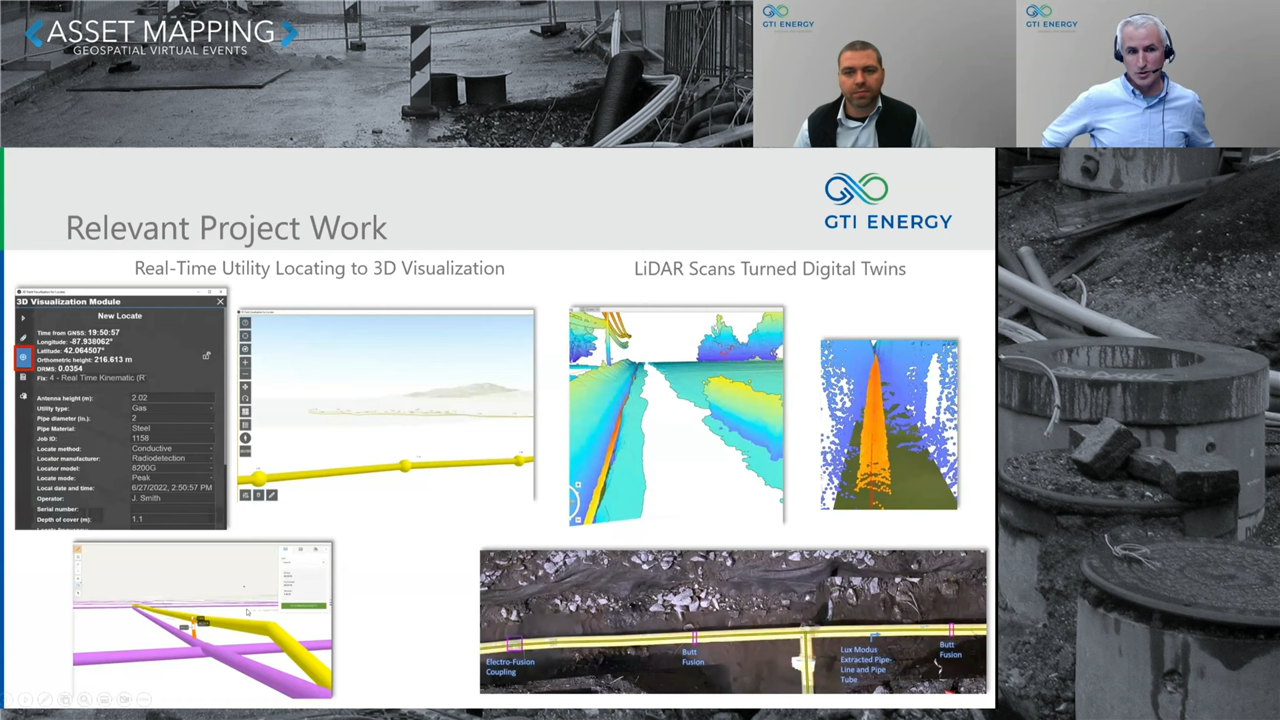 ASSET MAPPING
GEOSPATIAL VIRTUAL EVENTS
GTI ENERGY
GTI ENERGY
GTI ENERGY
Relevant Project Work
Real-Time Utility Locating to 3D Visualization
LiDAR Scans Turned Digital Twins
3D Visualization Module
New Locate
Time from GNSS: 19:50:57
Longitude: -87.938062°
Latitude: 42.064507°
Orthometric height: 216.613 m
DRMS: 0.0354
Fix: 4 - Real Time Kinematic (R
Antenna height (m): 2.02
Utility type: Gas
Pipe diameter (in.): 2
Pipe Material: Steel
Job ID: 1158
Locate method: Conductive
Locator manufacturer: Radiodetection
Locator model: 8200G
Locate mode: Peak
Local date and time: 6/27/2022, 2:50:57 PM
Operator: J. Smith
Serial number:
Depth of cover (m): 1.1
Electro-Fusion
Coupling
Butt
Fusion
Lux Modus
Extracted Pipe-
Line and Pipe
Tube
Butt
Fusion